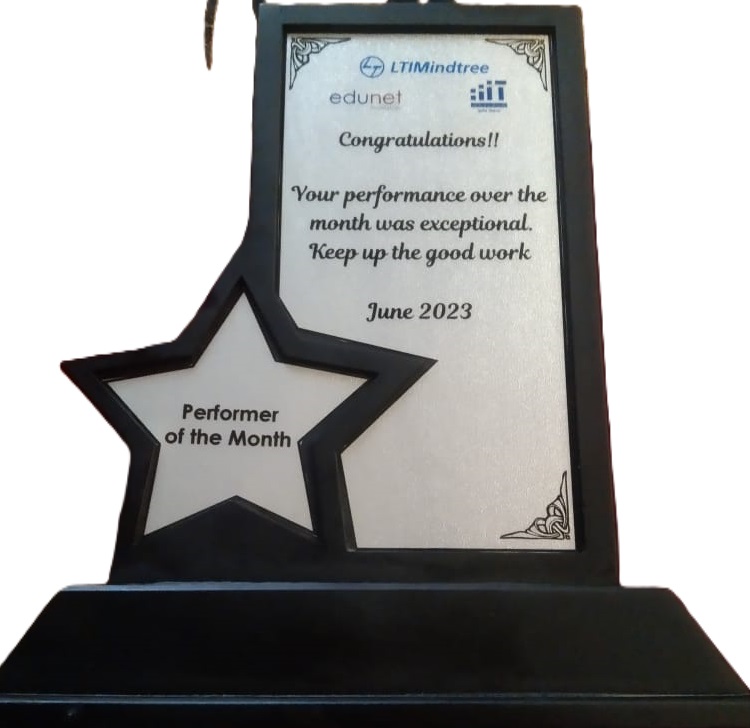 LTIMindtree
edunet
Congratulations!!
Your performance over the
month was exceptional.
Keep up the good work
June 2023
Performer
of the Month